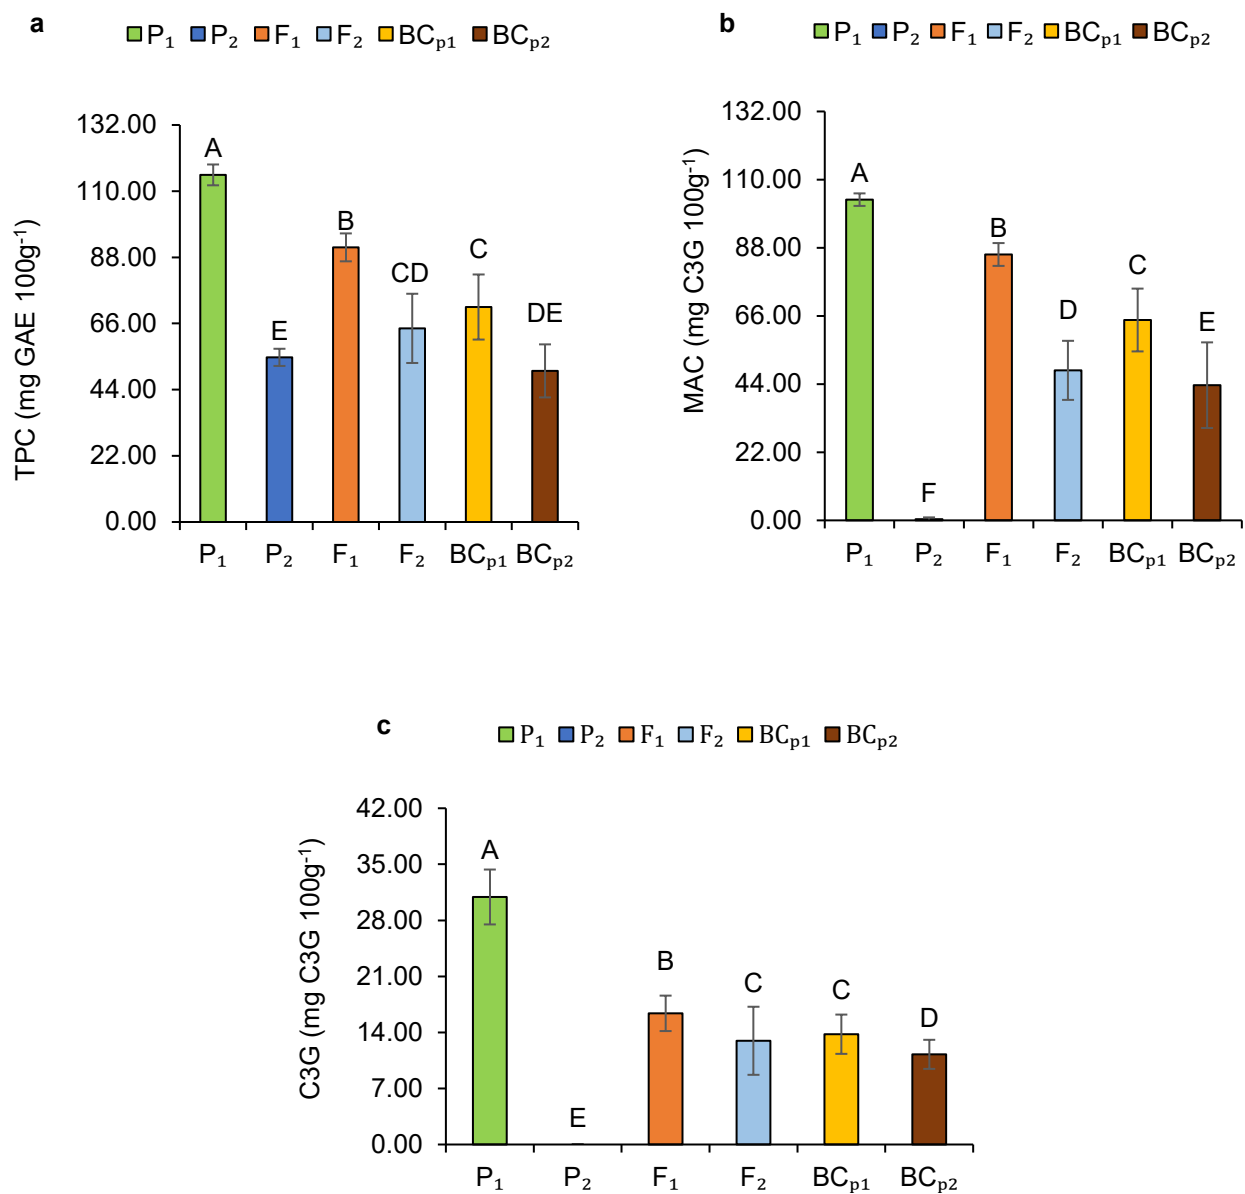 a
P₁ P₂ F₁ F₂ BCp1 BCp2
TPC (mg GAE 100g⁻¹)
132.00
110.00
88.00
66.00
44.00
22.00
0.00
A
E
B
CD
C
DE
P₁ P₂ F₁ F₂ BCp1 BCp2
b
P₁ P₂ F₁ F₂ BCp1 BCp2
MAC (mg C3G 100g⁻¹)
132.00
110.00
88.00
66.00
44.00
22.00
0.00
A
F
B
D
C
E
P₁ P₂ F₁ F₂ BCp1 BCp2
c
P₁ P₂ F₁ F₂ BCp1 BCp2
C3G (mg C3G 100g⁻¹)
42.00
35.00
28.00
21.00
14.00
7.00
0.00
A
E
B
C
C
D
P₁ P₂ F₁ F₂ BCp1 BCp2